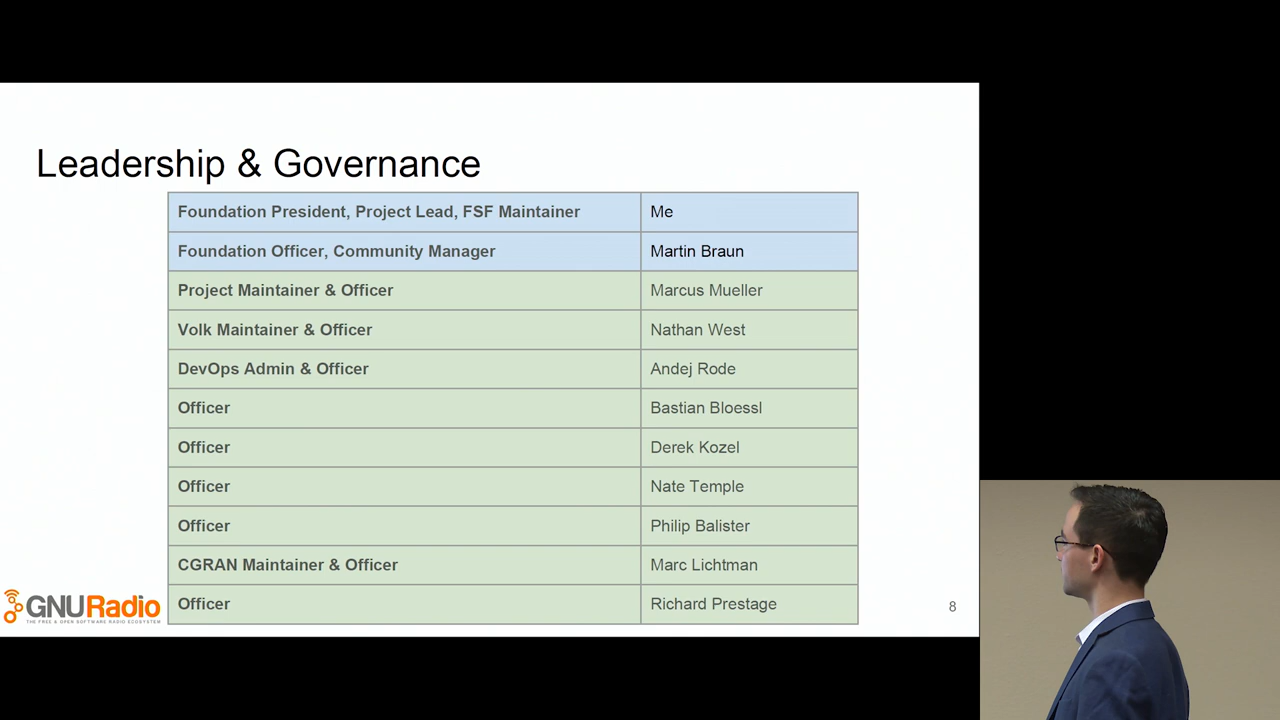 Leadership & Governance
Foundation President, Project Lead, FSF Maintainer Me
Foundation Officer, Community Manager Martin Braun
Project Maintainer & Officer Marcus Mueller
Volk Maintainer & Officer Nathan West
DevOps Admin & Officer Andej Rode
Officer Bastian Bloessl
Officer Derek Kozel
Officer Nate Temple
Officer Philip Balister
CGRAN Maintainer & Officer Marc Lichtman
Officer Richard Prestage
GNURadio
THE FREE & OPEN SOFTWARE RADIO ECOSYSTEM
8